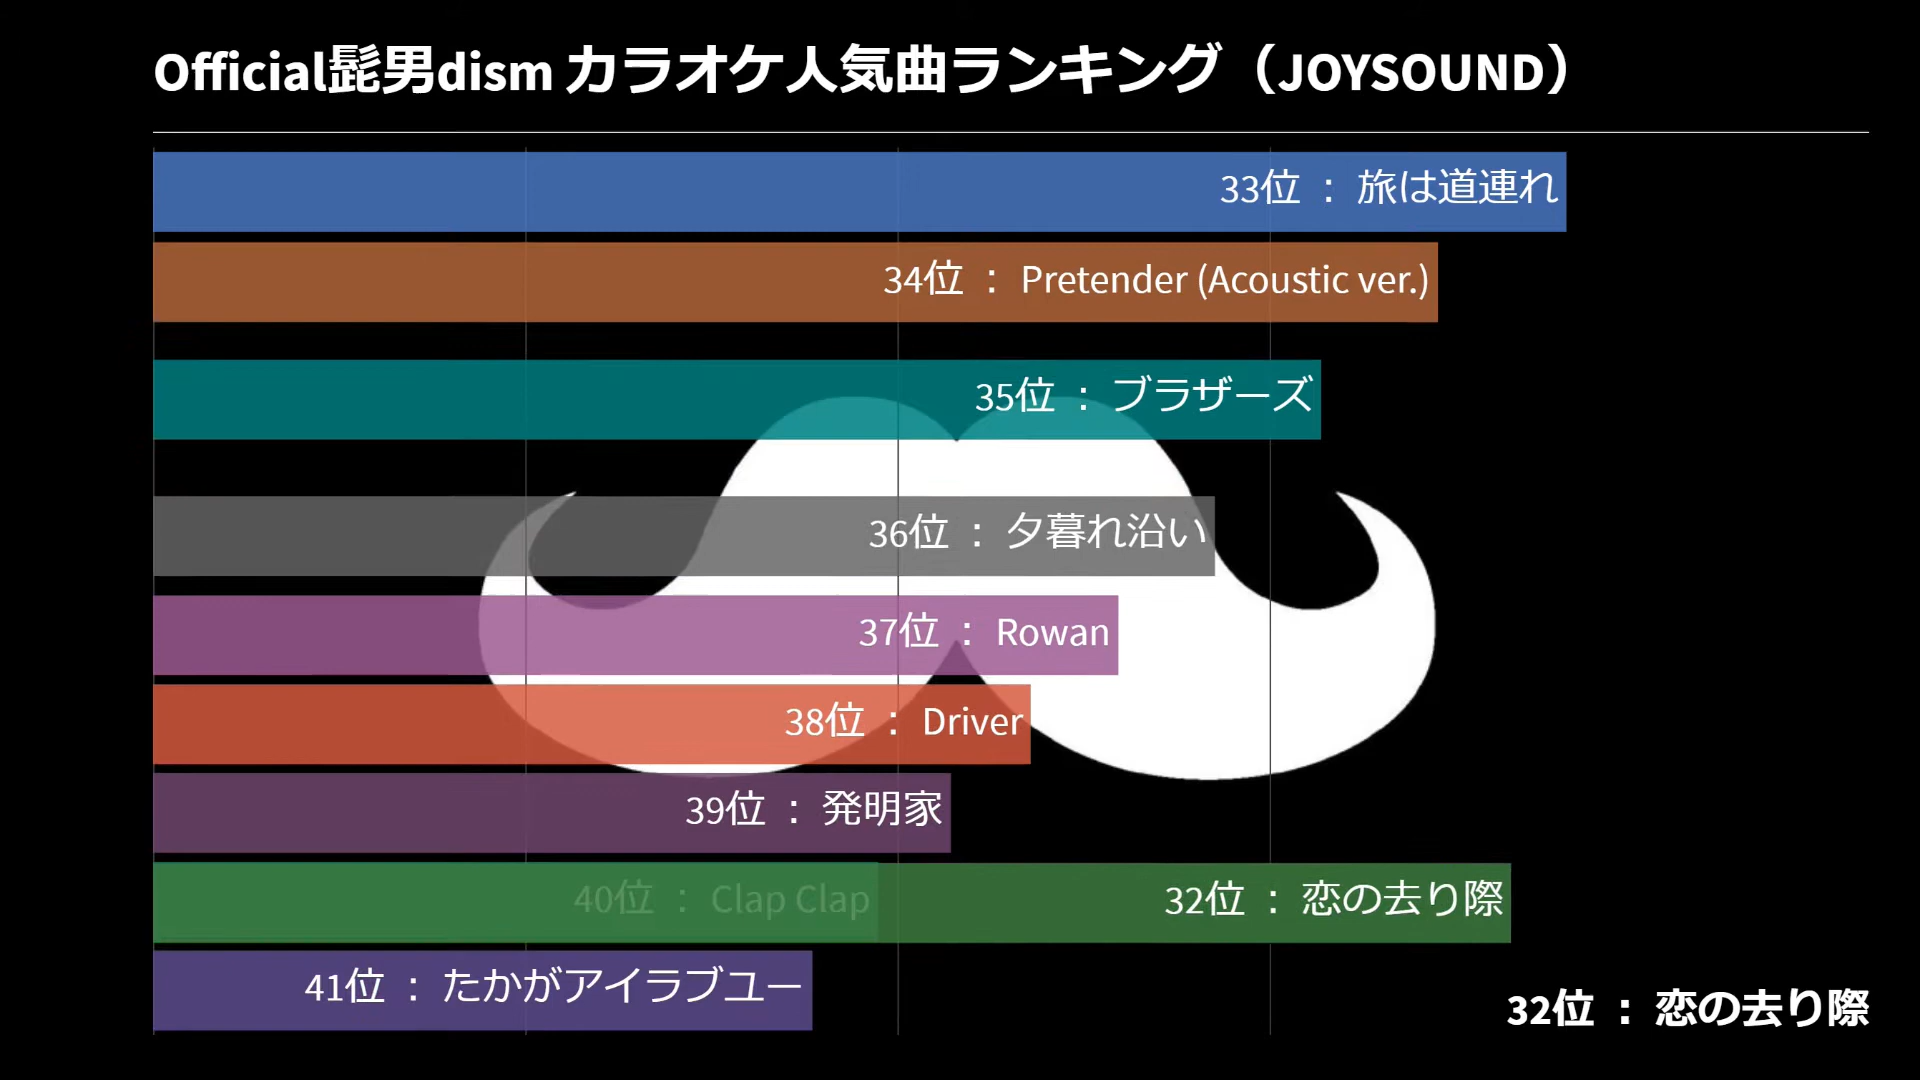 Official髭男dism カラオケ人気曲ランキング（JOYSOUND）
33位 ： 旅は道連れ
34位 ： Pretender (Acoustic ver.)
35位 ： ブラザーズ
36位 ： 夕暮れ沿い
37位 ： Rowan
38位 ： Driver
39位 ： 発明家
40位 ： Clap Clap
32位 ： 恋の去り際
41位 ： たかがアイラブユー
32位 ： 恋の去り際